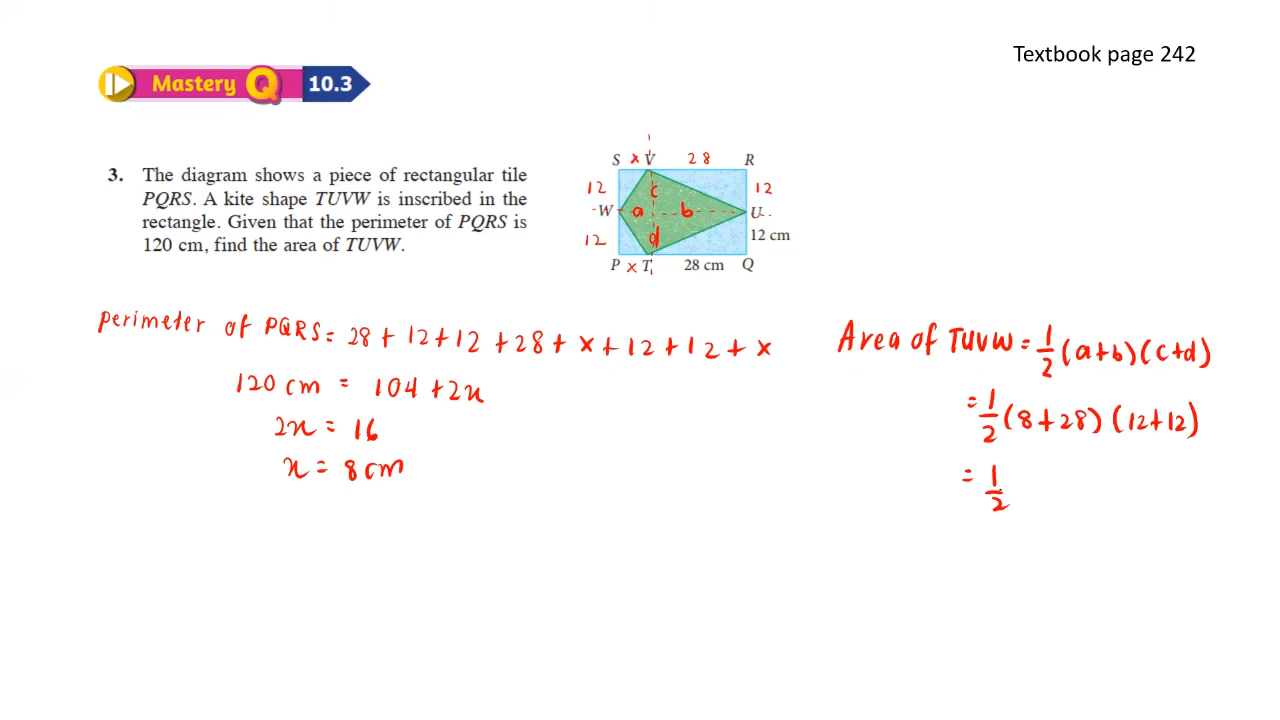 Textbook page 242
Mastery Q 10.3
3. The diagram shows a piece of rectangular tile
PQRS. A kite shape TUVW is inscribed in the
rectangle. Given that the perimeter of PQRS is
120 cm, find the area of TUVW.
S x V 28 R
12 c 12
W a b U
12 d 12 cm
P x T 28 cm Q
Perimeter of PQRS = 28 + 12 + 12 + 28 + x + 12 + 12 + x
120 cm = 104 + 2x
2x = 16
x = 8 cm
Area of TUVW = 1/2 (a+b)(c+d)
= 1/2 (8+28)(12+12)
= 1/2